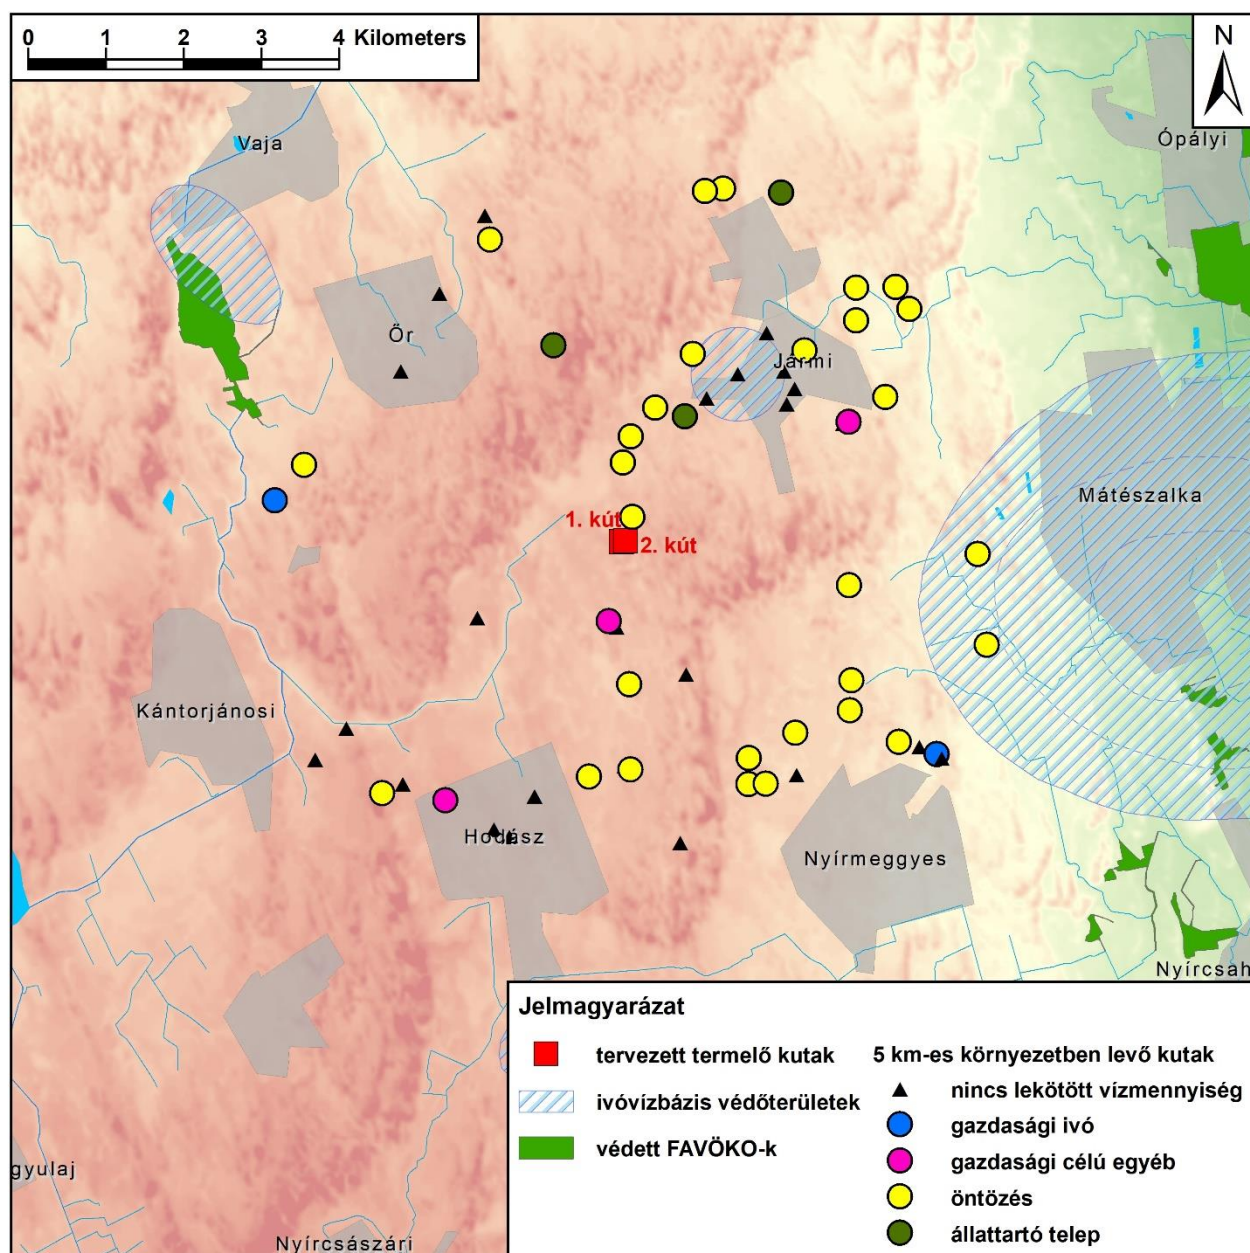 0 1 2 3 4 Kilometers
N
Vaja
Ópályi
Őr
Jármi
Mátészalka
1. kút
2. kút
Kántorjánosi
Hodász
Nyírmeggyes
Nyírcsah
gyulaj
Nyírcsászári
Jelmagyarázat
tervezett termelő kutak
ivóvízbázis védőterületek
védett FAVÖKO-k
5 km-es környezetben levő kutak
nincs lekötött vízmennyiség
gazdasági ivó
gazdasági célú egyéb
öntözés
állattartó telep